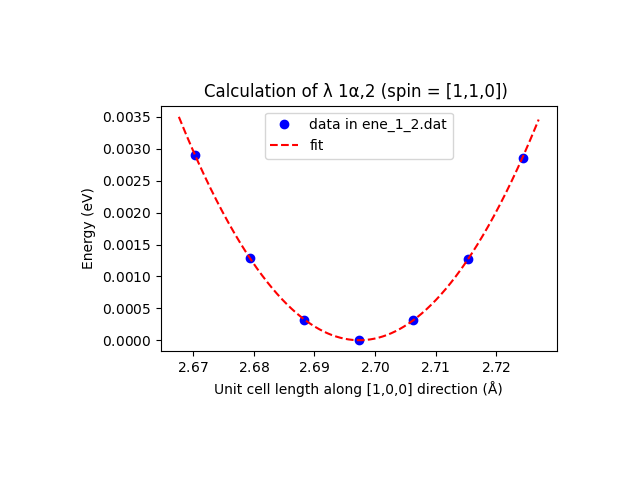 Calculation of λ 1α,2 (spin = [1,1,0])
data in ene_1_2.dat
fit
Energy (eV)
0.0035
0.0030
0.0025
0.0020
0.0015
0.0010
0.0005
0.0000
2.67 2.68 2.69 2.70 2.71 2.72
Unit cell length along [1,0,0] direction (Å)